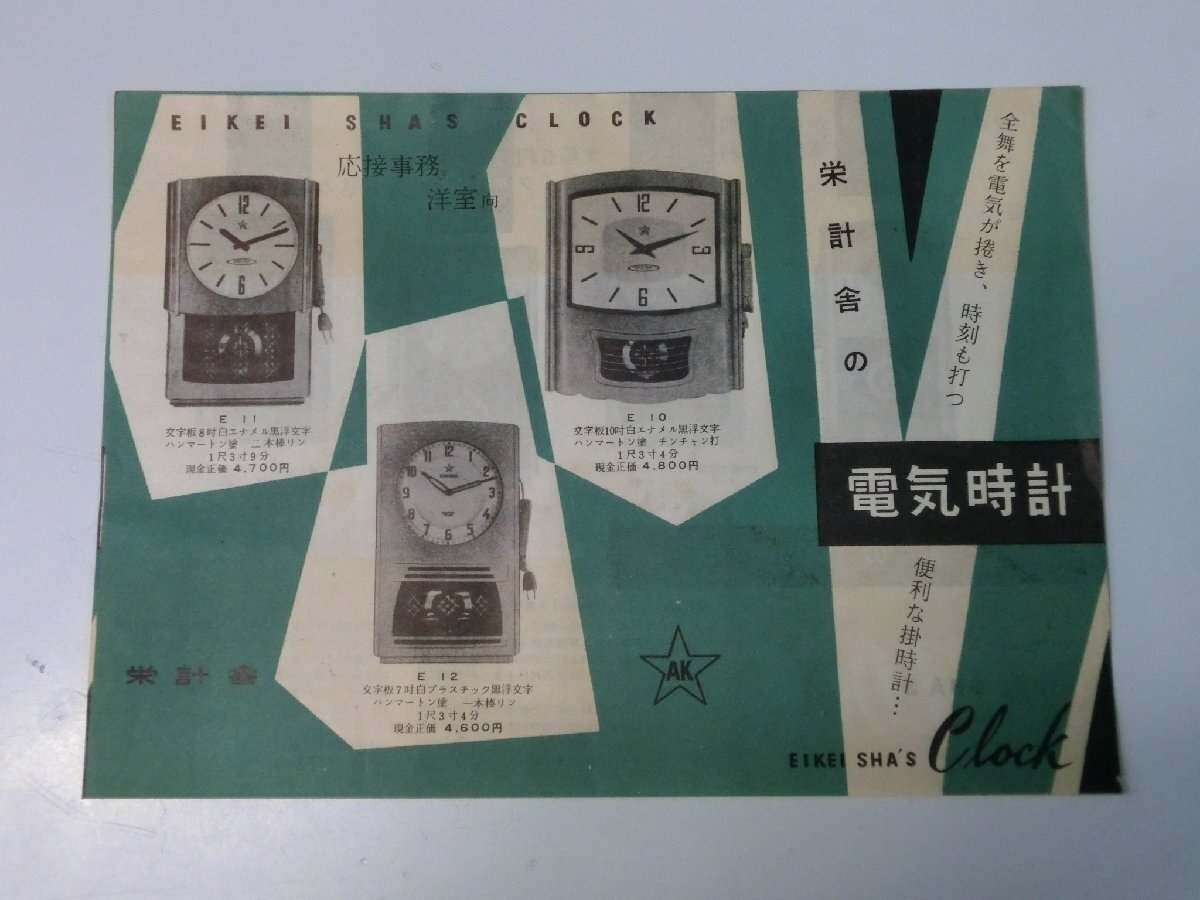 EIKEI SHA'S CLOCK
応接事務
洋室向
E 11
文字板8吋白エナメル黒浮文字
ハンマートン塗 二本棒リン
1尺3寸9分
現金正価 4,700円
E 10
文字板10吋白エナメル黒浮文字
ハンマートン塗 チンチャン打
1尺3寸4分
現金正価 4,800円
E 12
文字板7吋白プラスチック黒浮文字
ハンマートン塗 一本棒リン
1尺3寸4分
現金正価 4,600円
栄計舎
AK
全舞を電気が捲き、時刻も打つ
栄計舎の
電気時計
便利な掛時計…
EIKEI SHA'S Clock